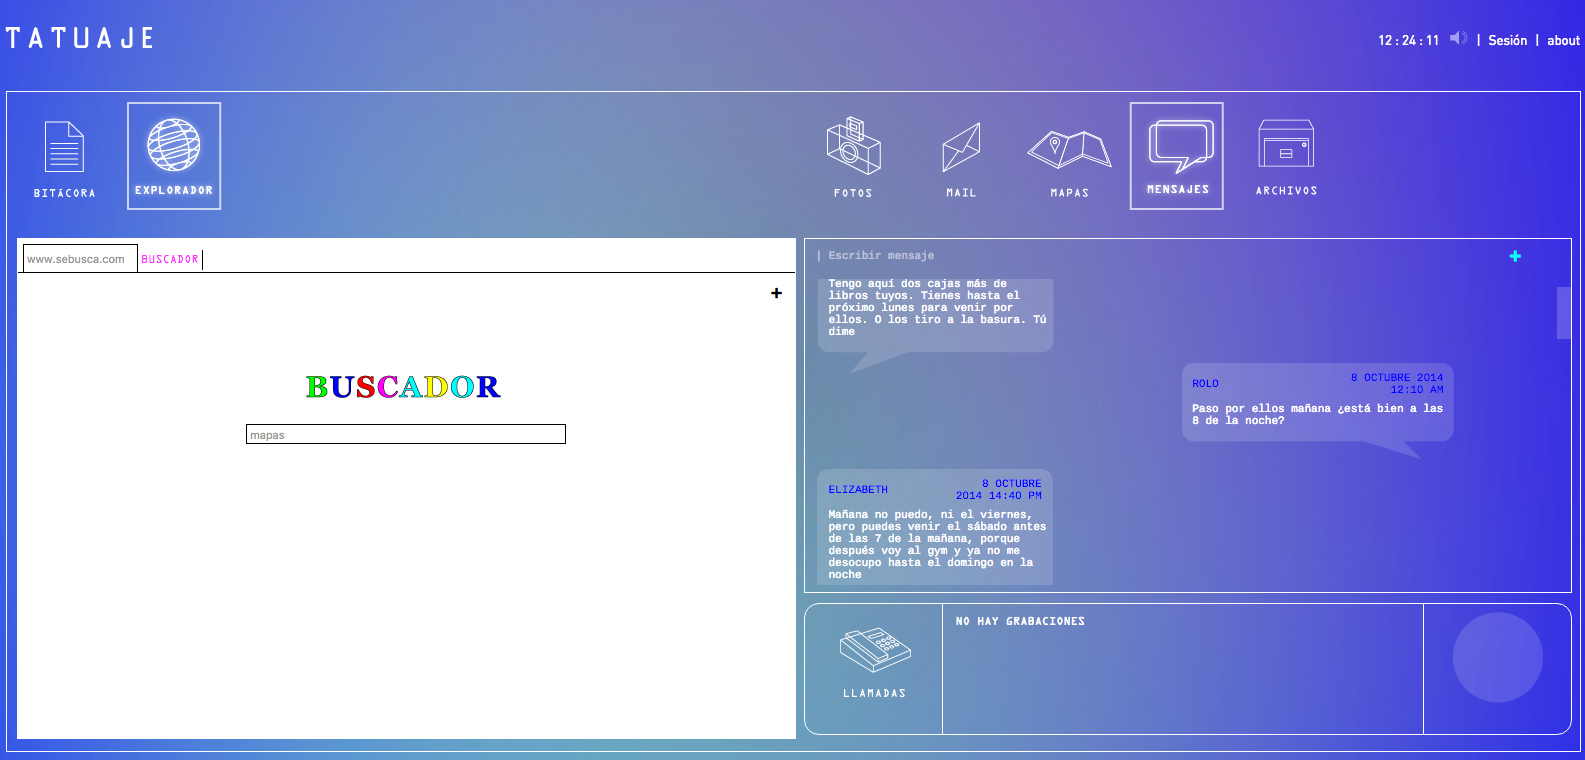 TATUAJE
12 : 24 : 11 | Sesión | about
BITÁCORA
EXPLORADOR
FOTOS
MAIL
MAPAS
MENSAJES
ARCHIVOS
www.sebusca.com BUSCADOR
+
BUSCADOR
mapas
| Escribir mensaje
+
Tengo aquí dos cajas más de
libros tuyos. Tienes hasta el
próximo lunes para venir por
ellos. O los tiro a la basura. Tú
dime
ROLO
8 OCTUBRE 2014
12:10 AM
Paso por ellos mañana ¿está bien a las
8 de la noche?
ELIZABETH
8 OCTUBRE
2014 14:40 PM
Mañana no puedo, ni el viernes,
pero puedes venir el sábado antes
de las 7 de la mañana, porque
después voy al gym y ya no me
desocupo hasta el domingo en la
noche
LLAMADAS
NO HAY GRABACIONES